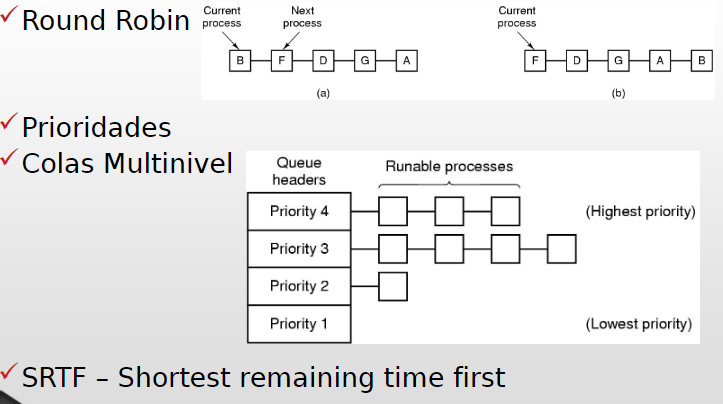 Round Robin
Current process
Next process
B F D G A
(a)
Current process
F D G A B
(b)
Prioridades
Colas Multinivel
Queue headers
Runable processes
Priority 4
(Highest priority)
Priority 3
Priority 2
Priority 1
(Lowest priority)
SRTF – Shortest remaining time first